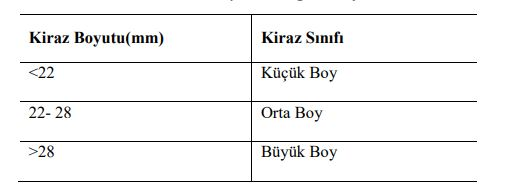 Kiraz Boyutu(mm) Kiraz Sınıfı
<22 Küçük Boy
22- 28 Orta Boy
>28 Büyük Boy